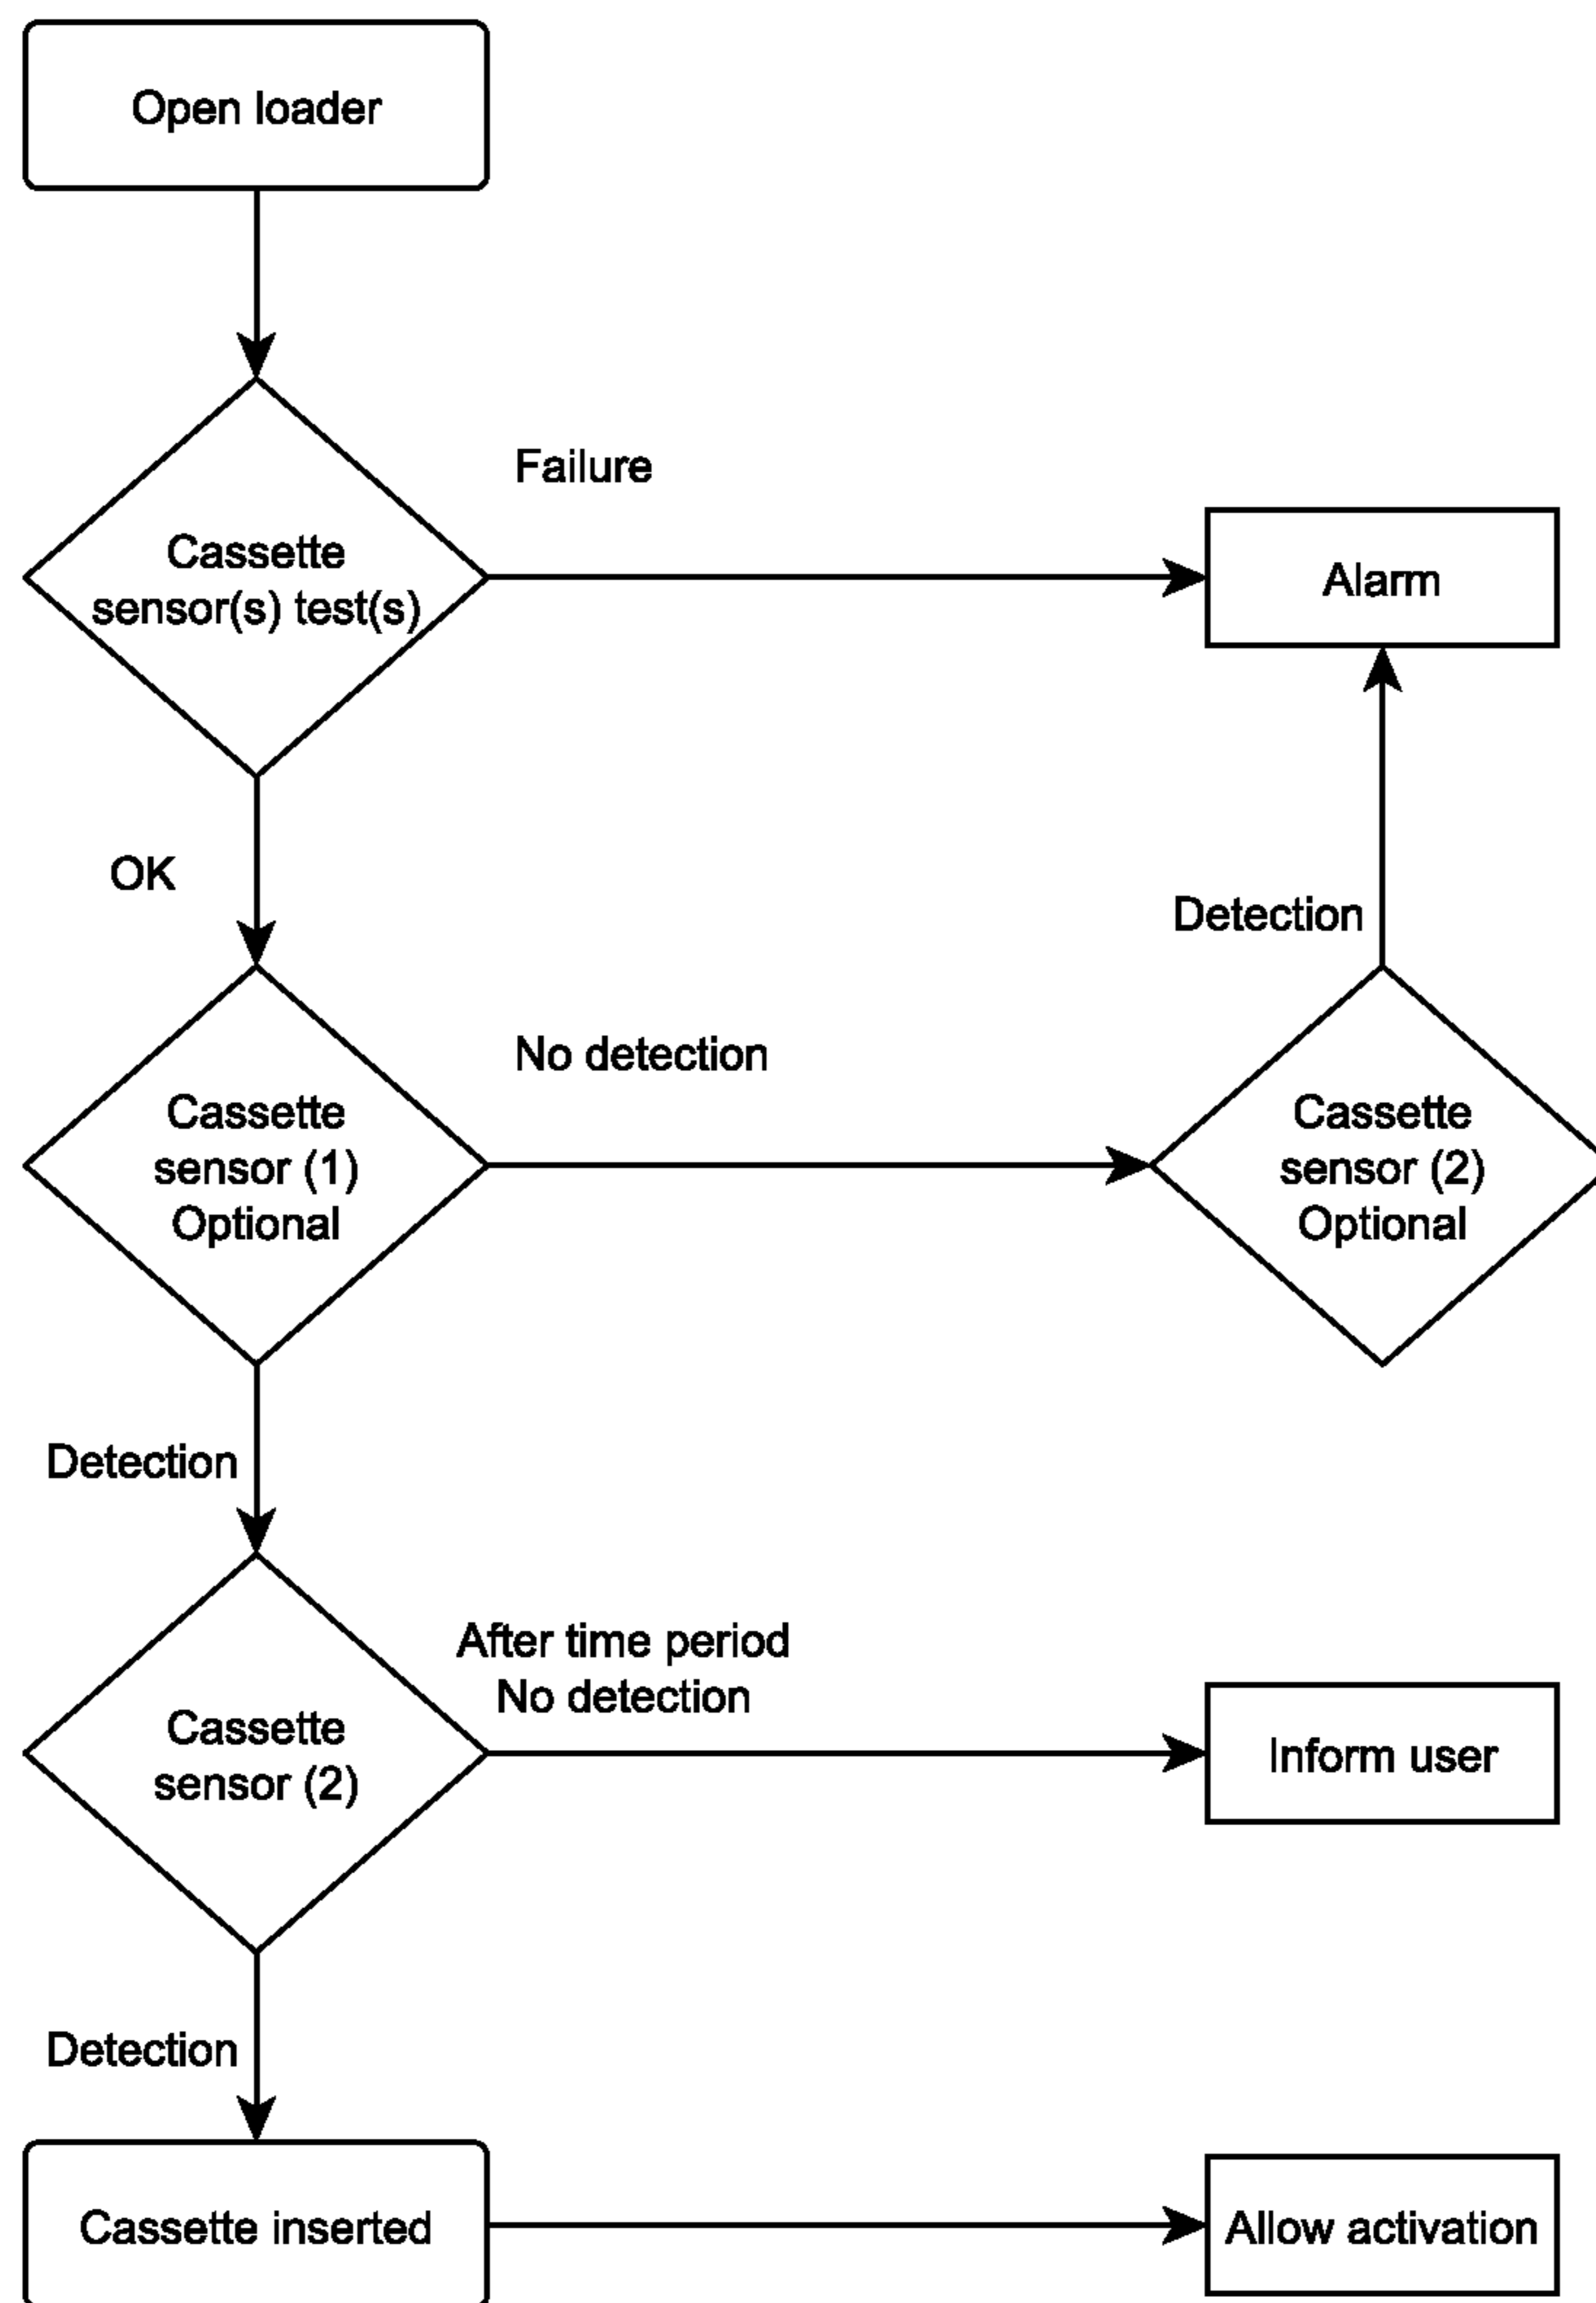 Open loader
Failure
Cassette
sensor(s) test(s)
Alarm
OK
Detection
No detection
Cassette
sensor (1)
Optional
Cassette
sensor (2)
Optional
Detection
After time period
No detection
Cassette
sensor (2)
Inform user
Detection
Cassette inserted
Allow activation